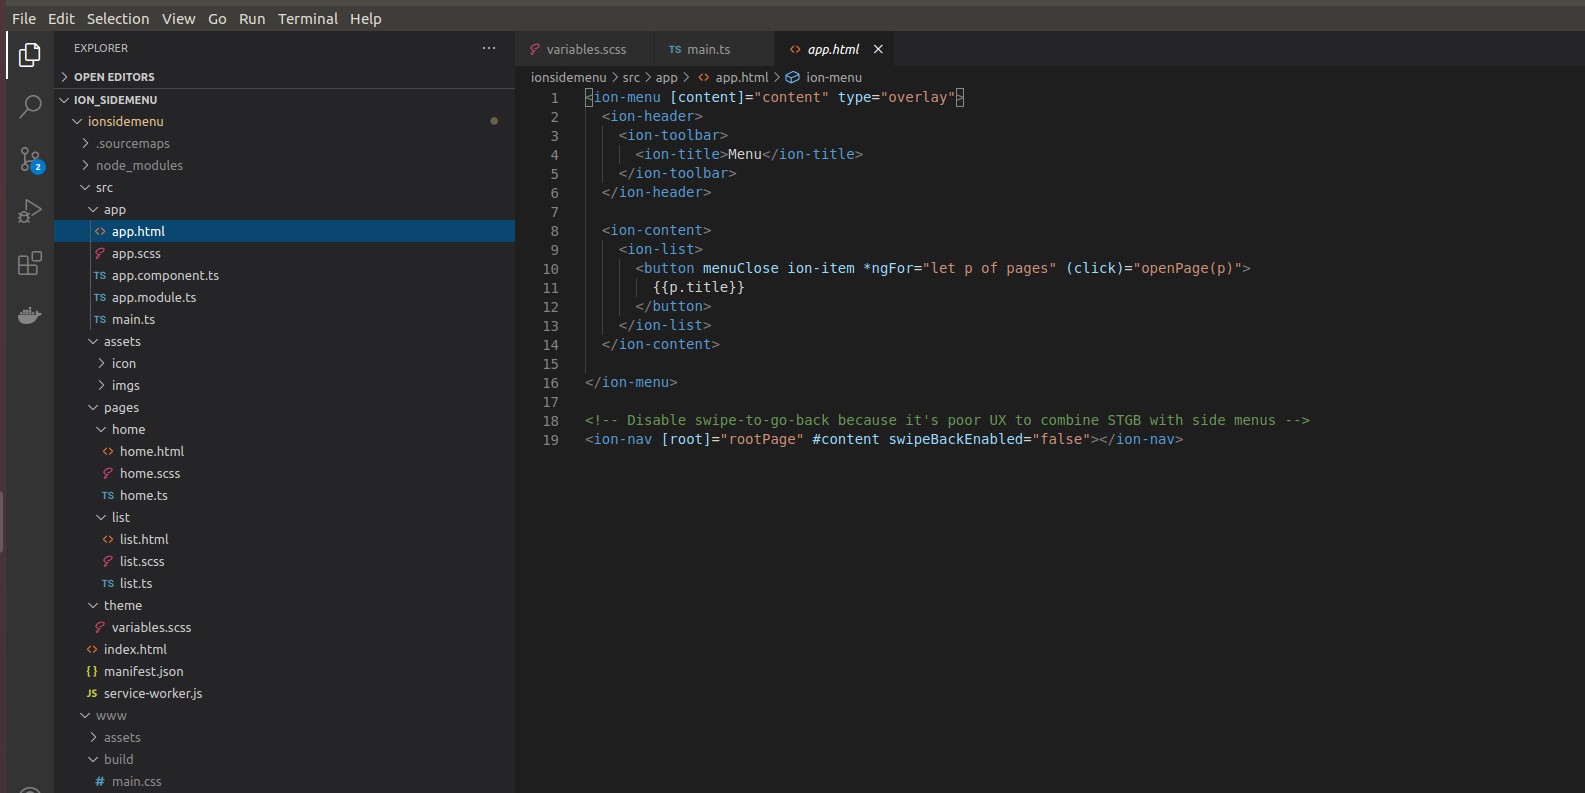 File Edit Selection View Go Run Terminal Help
EXPLORER
OPEN EDITORS
ION_SIDEMENU
ionsidemenu
.sourcemaps
node_modules
2
src
app
app.html
app.scss
TS app.component.ts
TS app.module.ts
TS main.ts
assets
icon
imgs
pages
home
home.html
home.scss
TS home.ts
list
list.html
list.scss
TS list.ts
theme
variables.scss
index.html
{} manifest.json
JS service-worker.js
www
assets
build
# main.css
variables.scss TS main.ts <> app.html
ionsidemenu > src > app > <> app.html > ion-menu
1 <ion-menu [content]="content" type="overlay">
2 <ion-header>
3 <ion-toolbar>
4 <ion-title>Menu</ion-title>
5 </ion-toolbar>
6 </ion-header>
7
8 <ion-content>
9 <ion-list>
10 <button menuClose ion-item *ngFor="let p of pages" (click)="openPage(p)">
11 {{p.title}}
12 </button>
13 </ion-list>
14 </ion-content>
15
16 </ion-menu>
17
18 <!-- Disable swipe-to-go-back because it's poor UX to combine STGB with side menus -->
19 <ion-nav [root]="rootPage" #content swipeBackEnabled="false"></ion-nav>